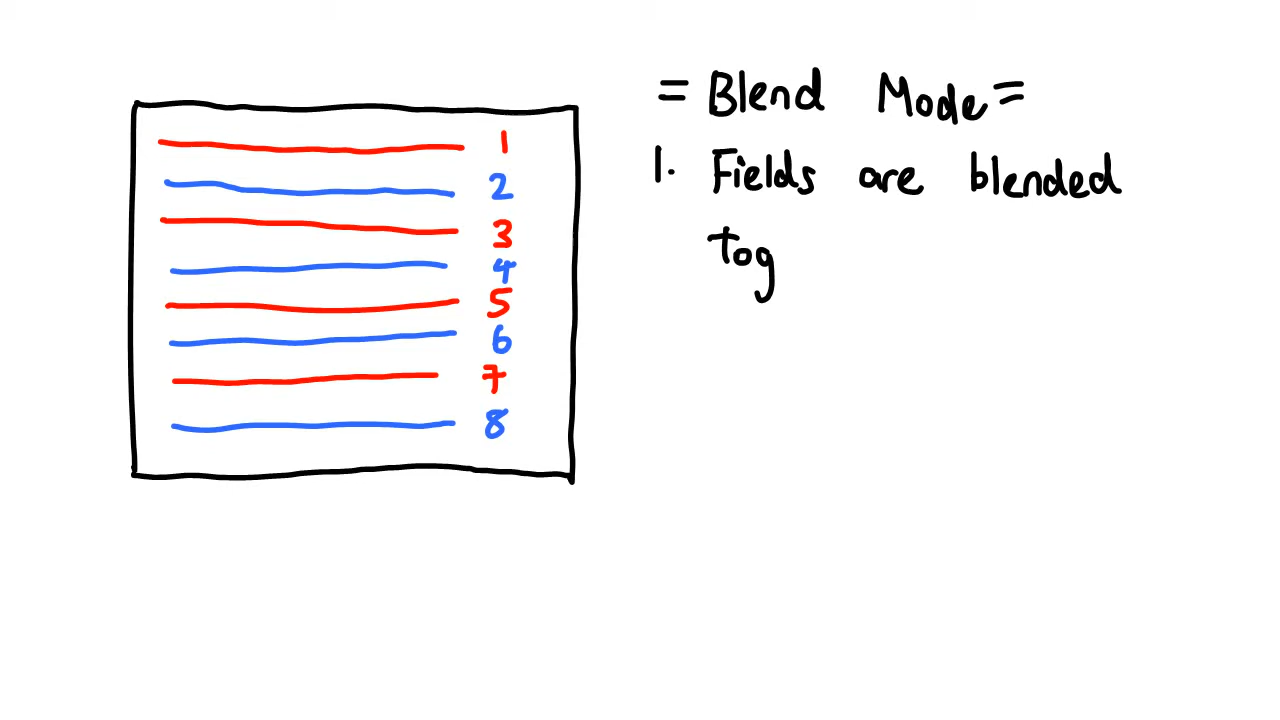 1
2
3
4
5
6
7
8
= Blend Mode =
1. Fields are blended
tog